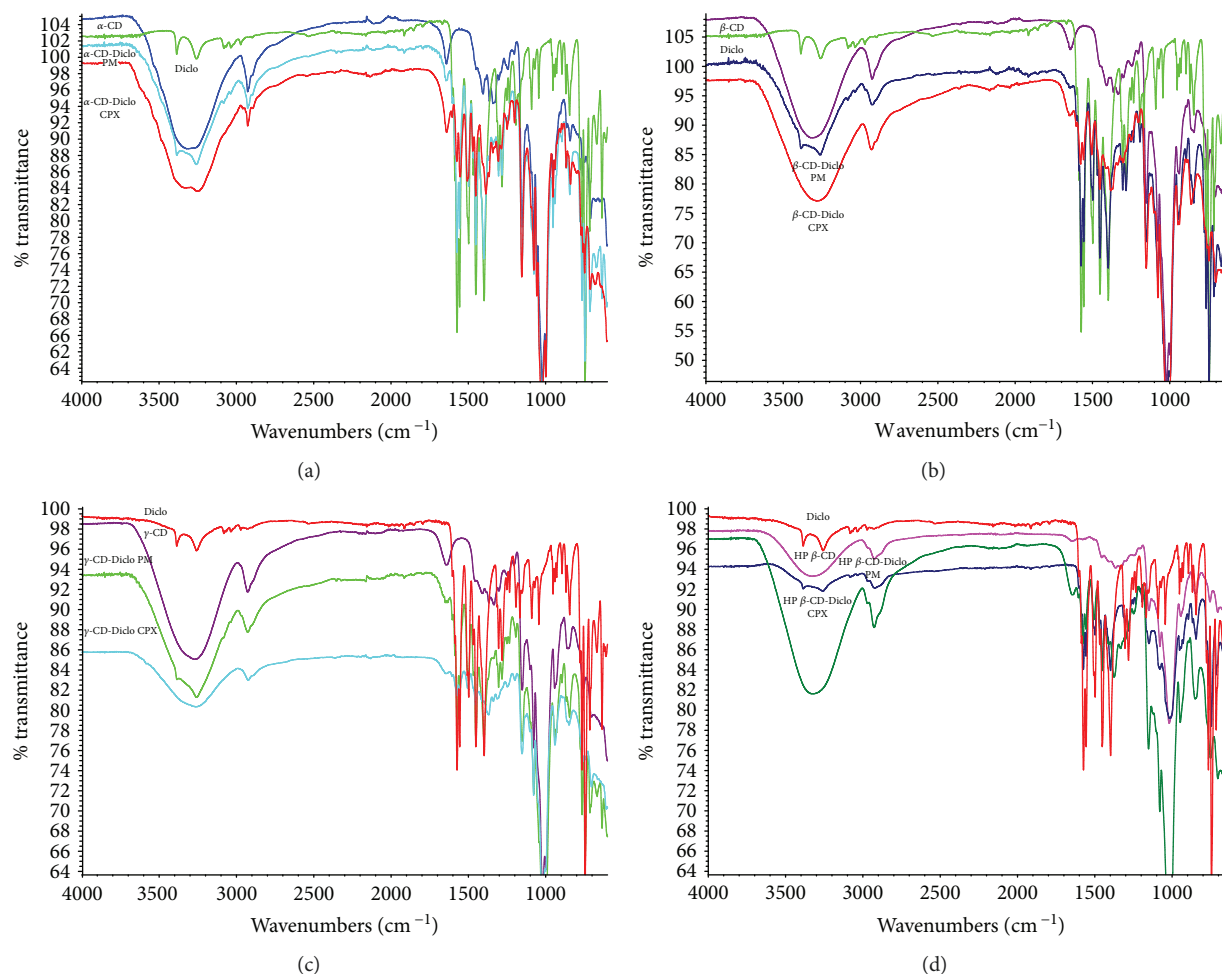 104
102
100
98
96
94
92
90
88
86
84
82
80
78
76
74
72
70
68
66
64
% transmittance
α-CD
α-CD-Diclo
PM
Diclo
α-CD-Diclo
CPX
4000 3500 3000 2500 2000 1500 1000
Wavenumbers (cm⁻¹)
(a)
105
100
95
90
85
80
75
70
65
60
55
50
% transmittance
β-CD
Diclo
β-CD-Diclo
PM
β-CD-Diclo
CPX
4000 3500 3000 2500 2000 1500 1000
Wavenumbers (cm⁻¹)
(b)
100
98
96
94
92
90
88
86
84
82
80
78
76
74
72
70
68
66
64
% transmittance
Diclo
γ-CD
γ-CD-Diclo PM
γ-CD-Diclo CPX
4000 3500 3000 2500 2000 1500 1000
Wavenumbers (cm⁻¹)
(c)
100
98
96
94
92
90
88
86
84
82
80
78
76
74
72
70
68
66
64
% transmittance
Diclo
HP β-CD
HP β-CD-Diclo
PM
HP β-CD-Diclo
CPX
4000 3500 3000 2500 2000 1500 1000
Wavenumbers (cm⁻¹)
(d)